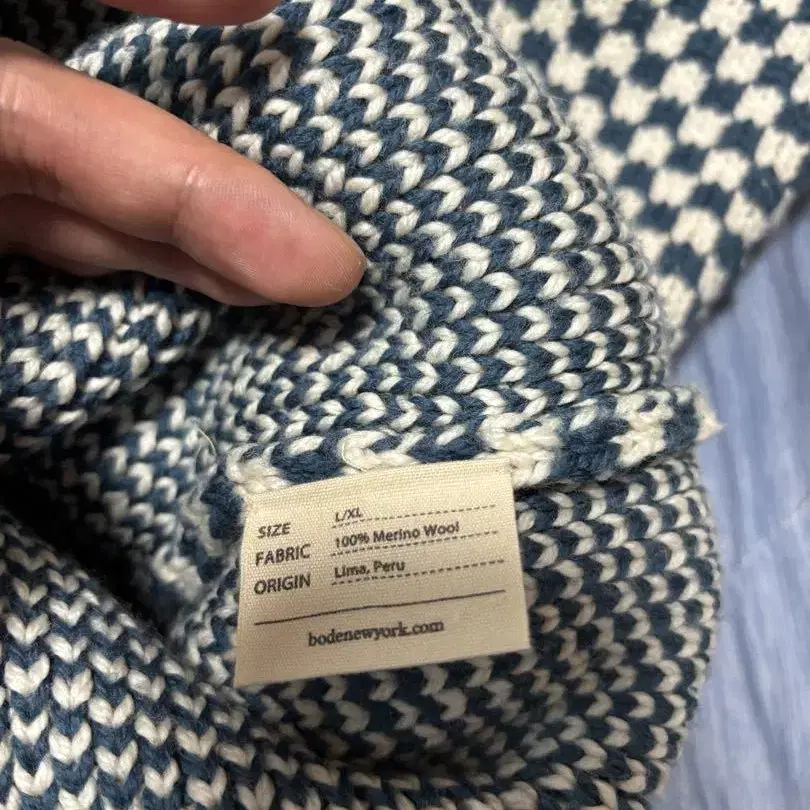 SIZE L/XL
FABRIC 100% Merino Wool
ORIGIN Lima, Peru
bodenewyork.com